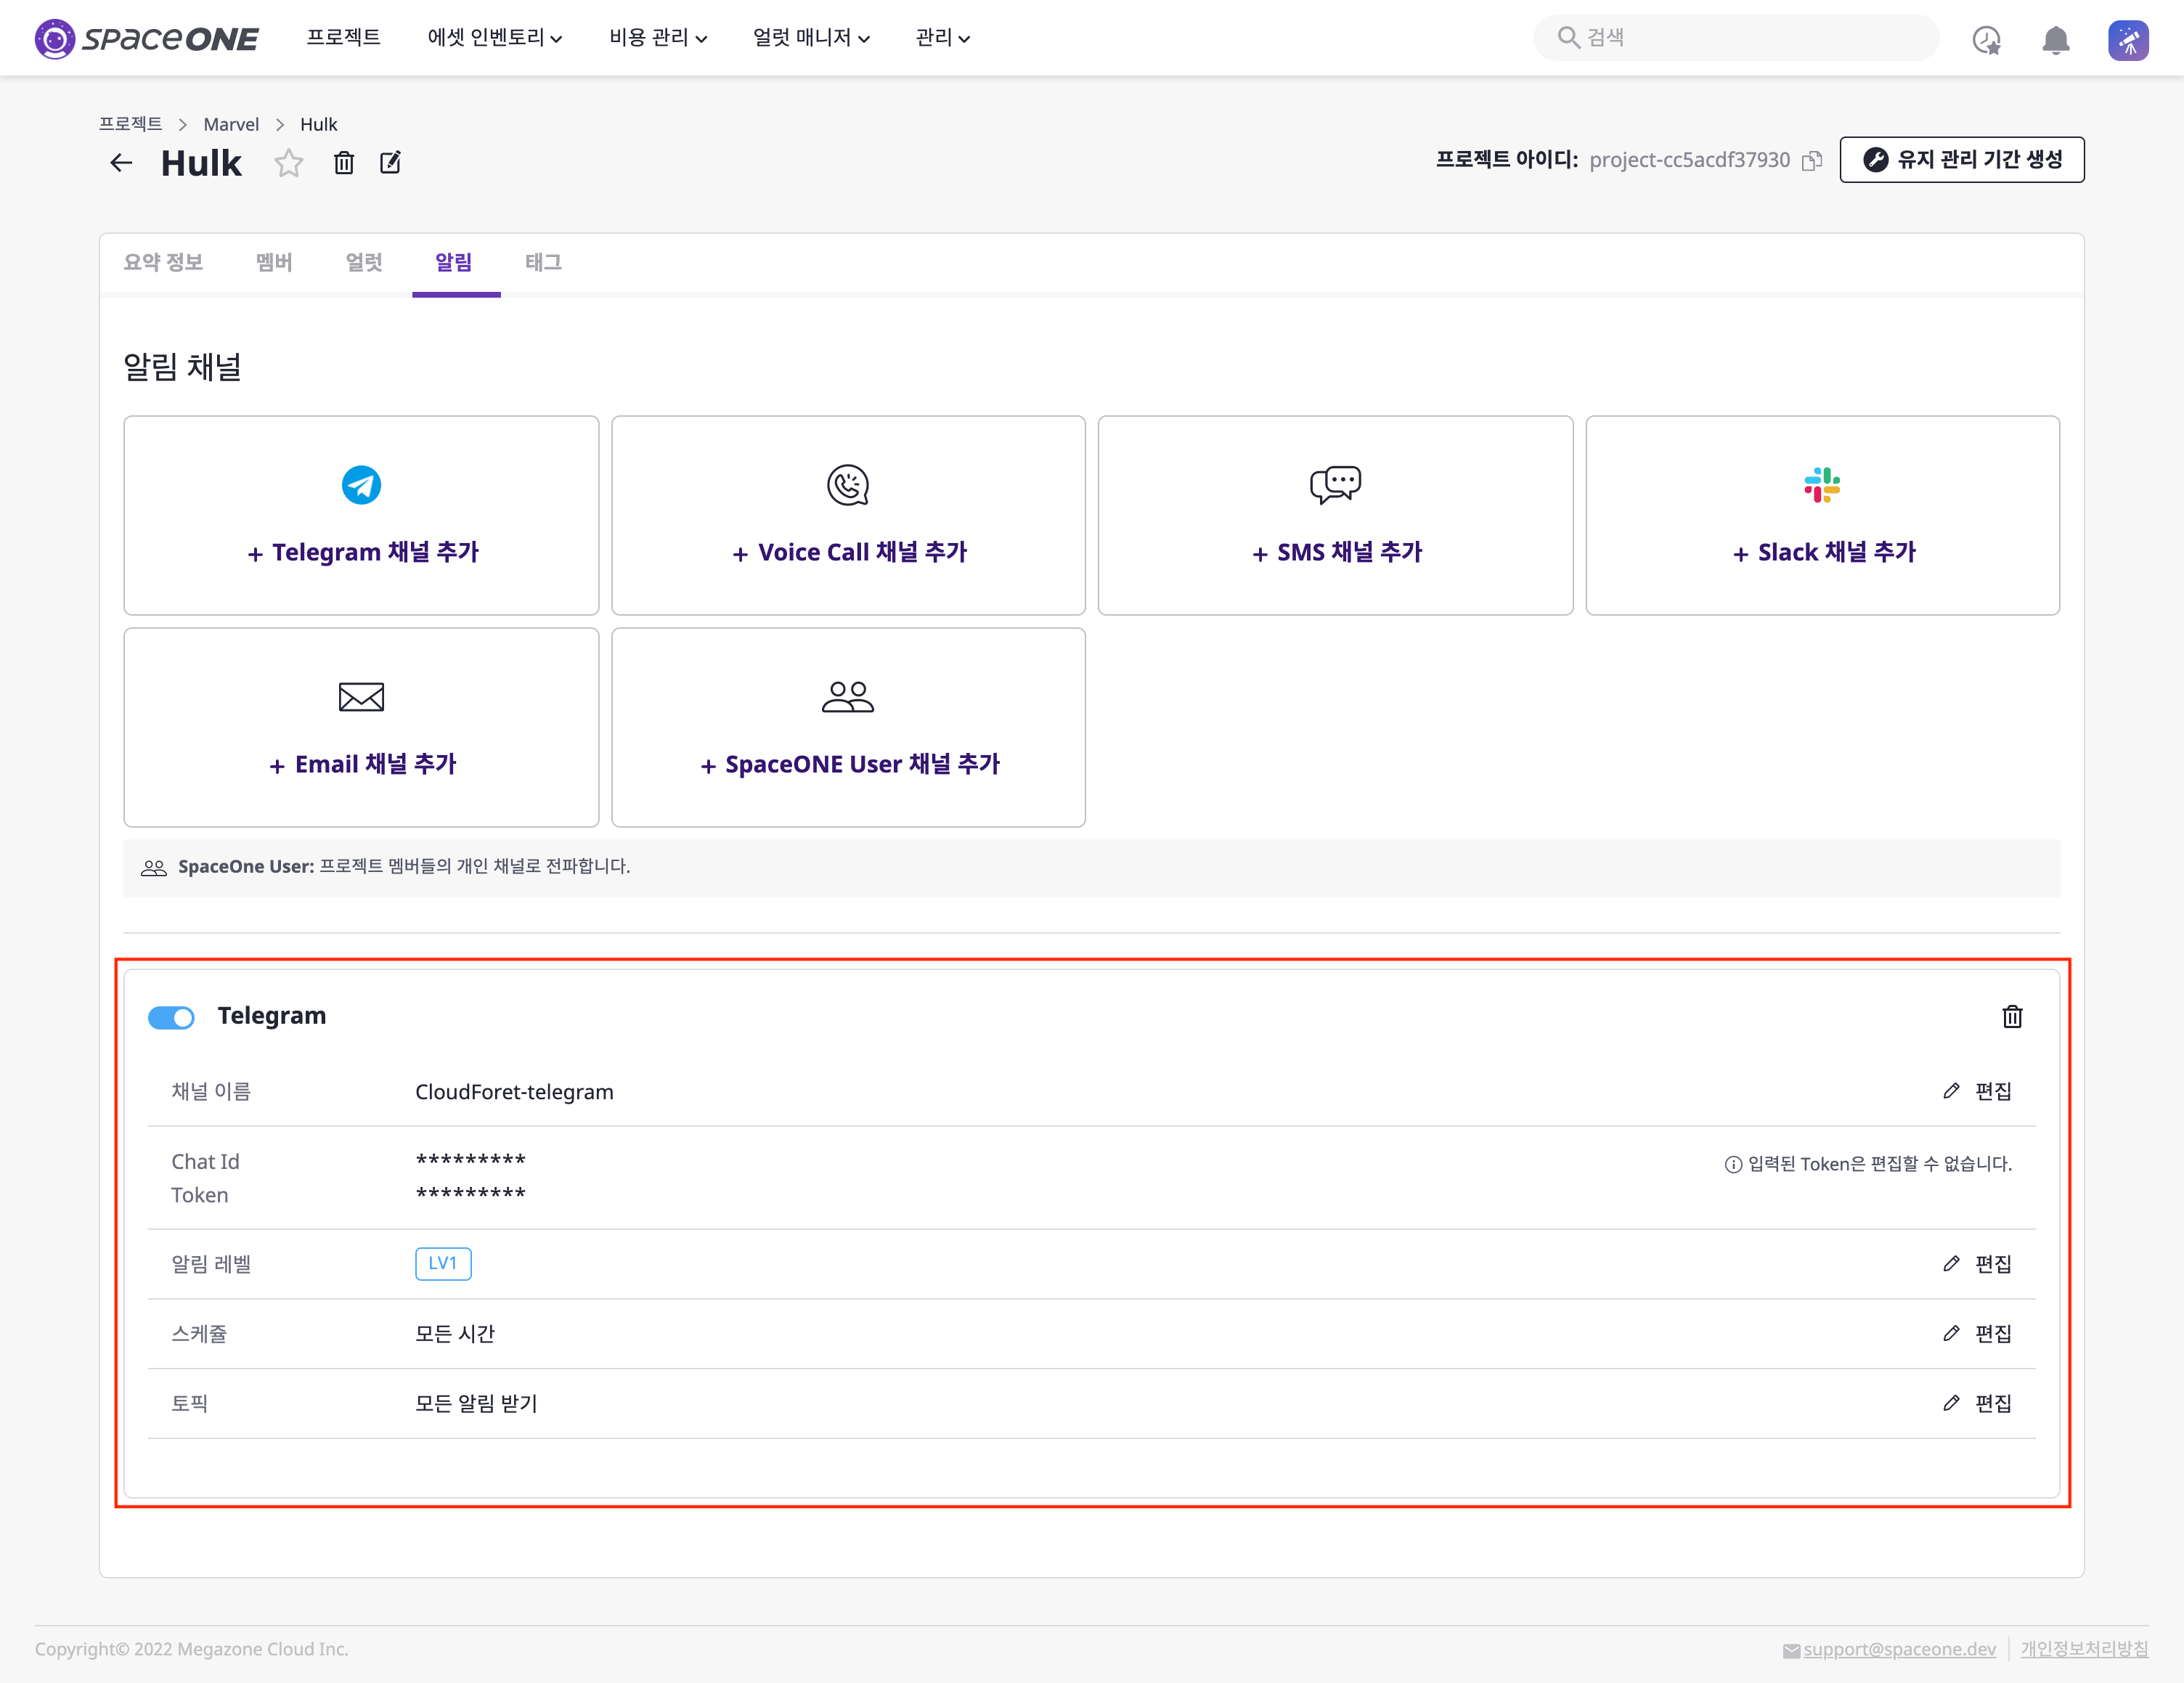 spaceONE 프로젝트 에셋 인벤토리 비용 관리 얼럿 매니저 관리 검색
프로젝트 > Marvel > Hulk
Hulk 프로젝트 아이디: project-cc5acdf37930 유지 관리 기간 생성
요약 정보 멤버 얼럿 알림 태그
알림 채널
+ Telegram 채널 추가 + Voice Call 채널 추가 + SMS 채널 추가 + Slack 채널 추가
+ Email 채널 추가 + SpaceONE User 채널 추가
SpaceOne User: 프로젝트 멤버들의 개인 채널로 전파합니다.
Telegram
채널 이름 CloudForet-telegram 편집
Chat Id ********* 입력된 Token은 편집할 수 없습니다.
Token *********
알림 레벨 LV1 편집
스케쥴 모든 시간 편집
토픽 모든 알림 받기 편집
Copyright© 2022 Megazone Cloud Inc. support@spaceone.dev 개인정보처리방침